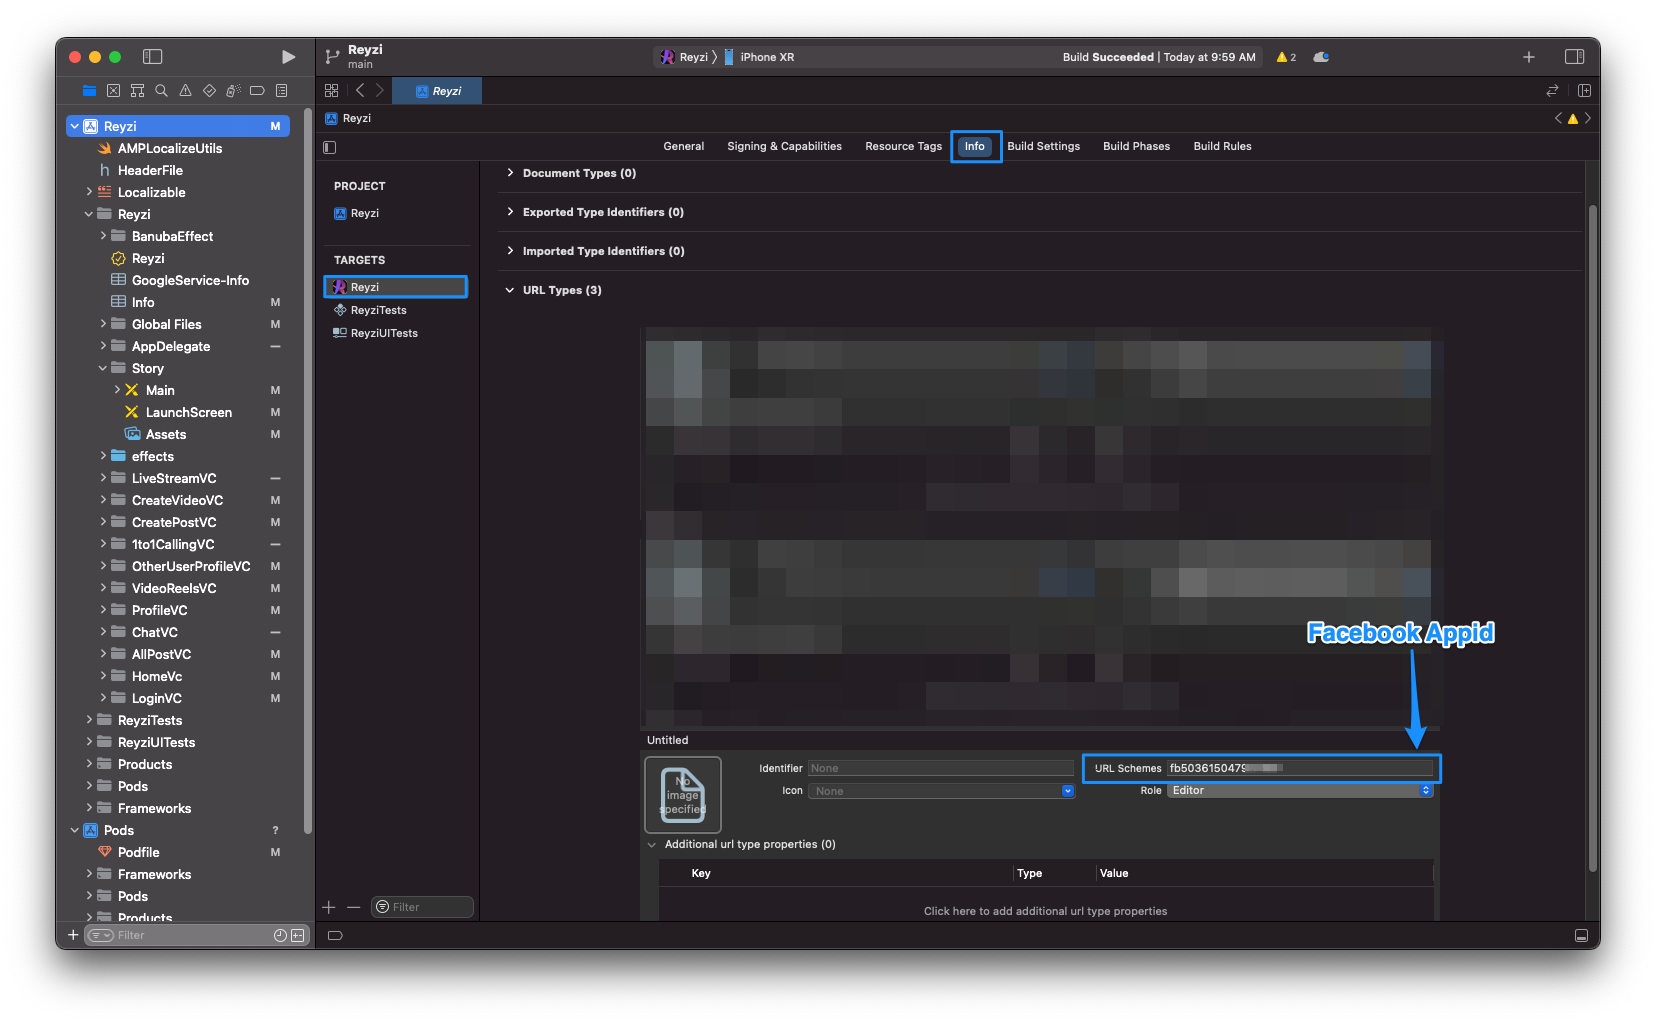 Reyzi
main
Reyzi
iPhone XR
Build Succeeded | Today at 9:59 AM
2
Reyzi
Reyzi
General
Signing & Capabilities
Resource Tags
Info
Build Settings
Build Phases
Build Rules
Reyzi M
AMPLocalizeUtils
HeaderFile
Localizable
Reyzi
BanubaEffect
Reyzi
GoogleService-Info
Info M
Global Files M
AppDelegate —
Story
Main M
LaunchScreen M
Assets M
effects
LiveStreamVC —
CreateVideoVC M
CreatePostVC M
1to1CallingVC —
OtherUserProfileVC M
VideoReelsVC M
ProfileVC M
ChatVC —
AllPostVC M
HomeVc M
LoginVC M
ReyziTests
ReyziUITests
Products
Pods
Frameworks
Pods ?
Podfile M
Frameworks
Pods
Products
Filter
PROJECT
Reyzi
TARGETS
Reyzi
ReyziTests
ReyziUITests
Filter
Document Types (0)
Exported Type Identifiers (0)
Imported Type Identifiers (0)
URL Types (3)
Facebook Appid
Untitled
No
image
specified
Identifier None
URL Schemes fb5036150479
Icon None
Role Editor
Additional url type properties (0)
Key
Type
Value
Click here to add additional url type properties